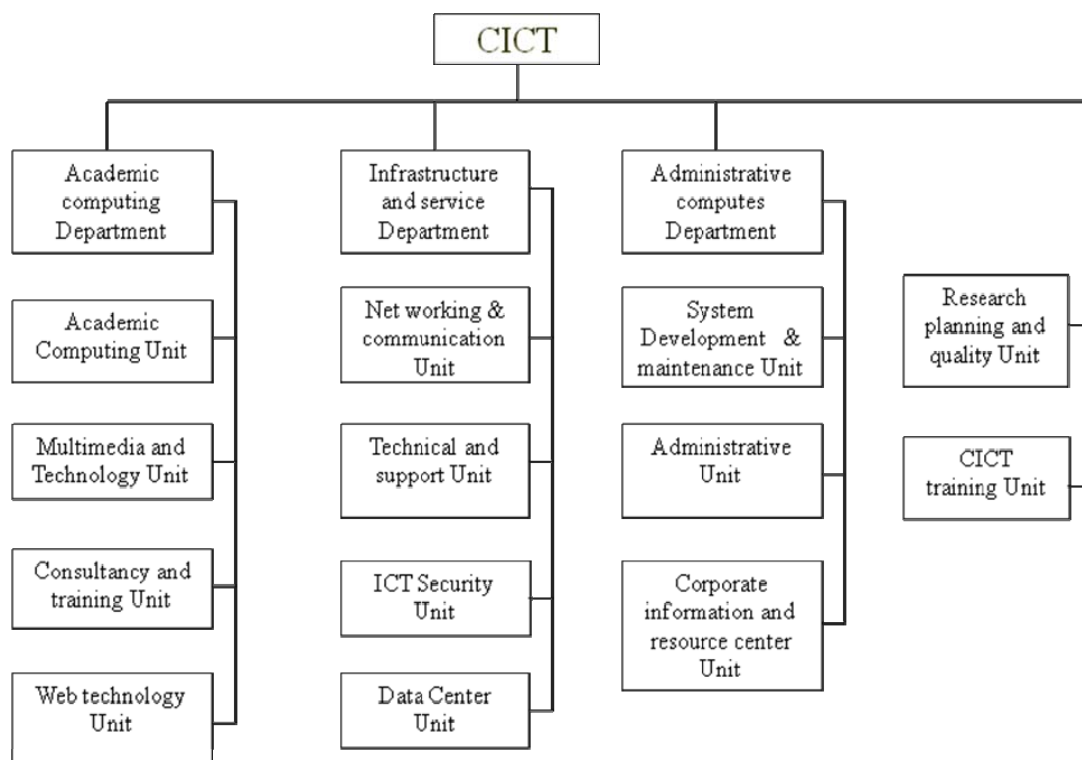 CICT
Academic
computing
Department
Academic
Computing Unit
Multimedia and
Technology Unit
Consultancy and
training Unit
Web technology
Unit
Infrastructure
and service
Department
Net working &
communication
Unit
Technical and
support Unit
ICT Security
Unit
Data Center
Unit
Administrative
computes
Department
System
Development &
maintenance Unit
Administrative
Unit
Corporate
information and
resource center
Unit
Research
planning and
quality Unit
CICT
training Unit